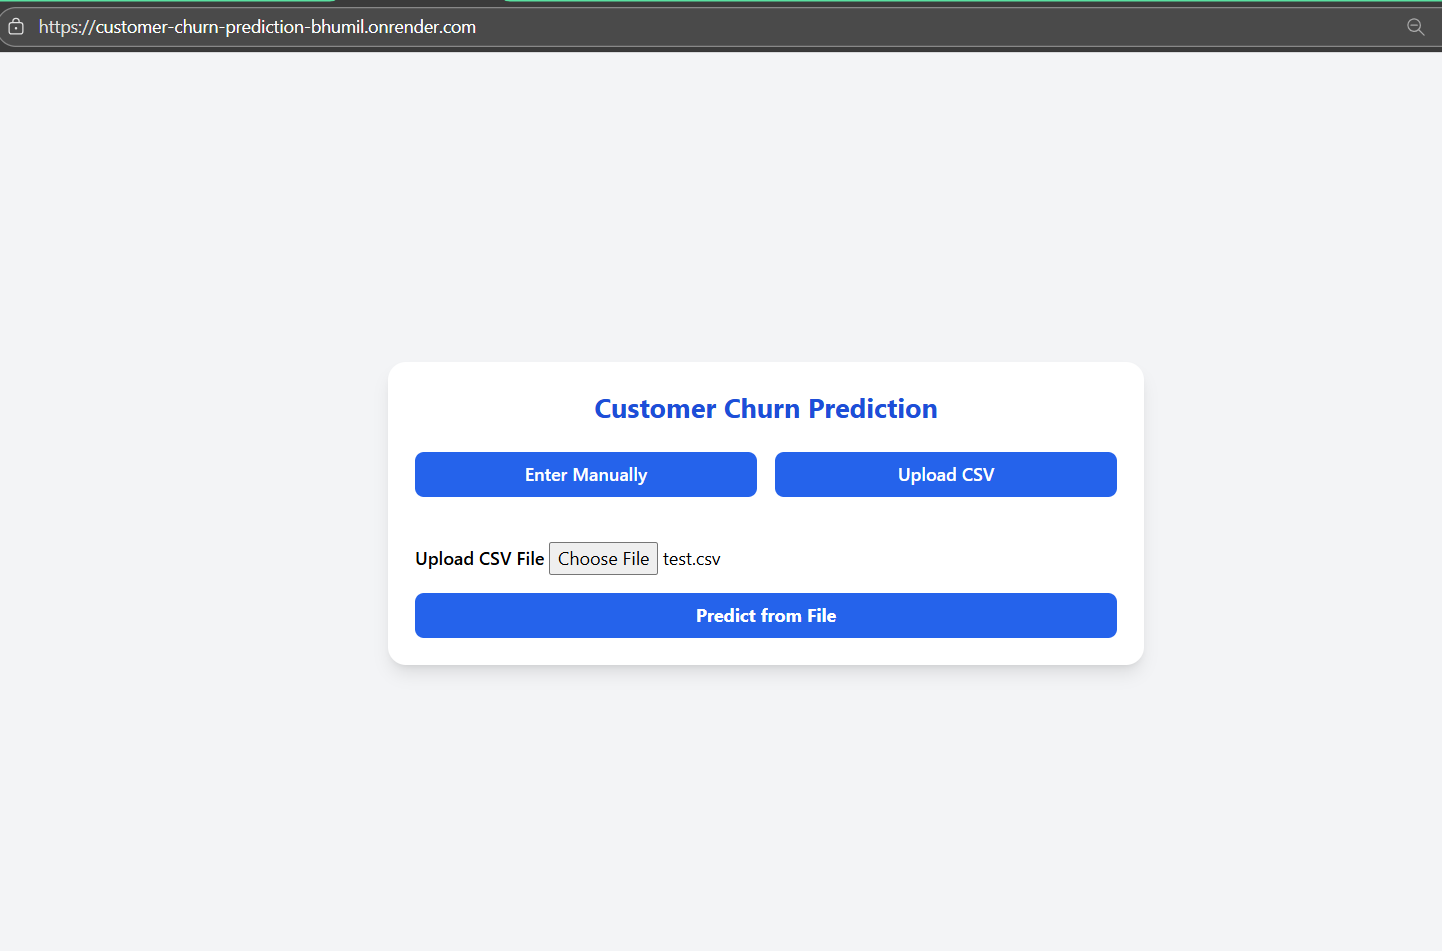 https://customer-churn-prediction-bhumil.onrender.com
Customer Churn Prediction
Enter Manually
Upload CSV
Upload CSV File Choose File test.csv
Predict from File